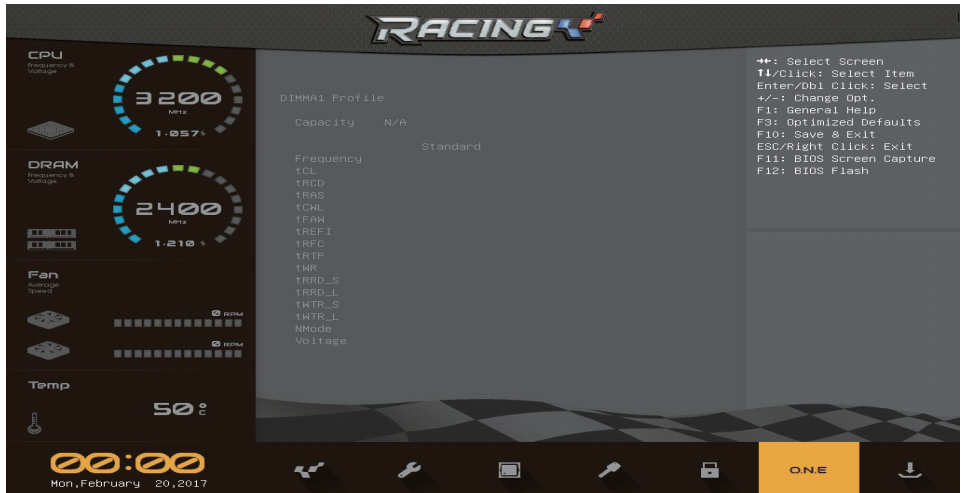 RACING
CPU
Frequency &
Voltage
3200
MHz
1.057
DRAM
Frequency &
Voltage
2400
MHz
1.210
Fan
Average
Speed
0 RPM
0 RPM
Temp
50 °C
DIMMA1 Profile
Capacity N/A
Standard
Frequency
tCL
tRCD
tRAS
tCWL
tFAW
tREFI
tRFC
tRTP
tWR
tRRD_S
tRRD_L
tWTR_S
tWTR_L
NMode
Voltage
→←: Select Screen
↑↓/Click: Select Item
Enter/Dbl Click: Select
+/-: Change Opt.
F1: General Help
F3: Optimized Defaults
F10: Save & Exit
ESC/Right Click: Exit
F11: BIOS Screen Capture
F12: BIOS Flash
00:00
Mon,February 20,2017
O.N.E